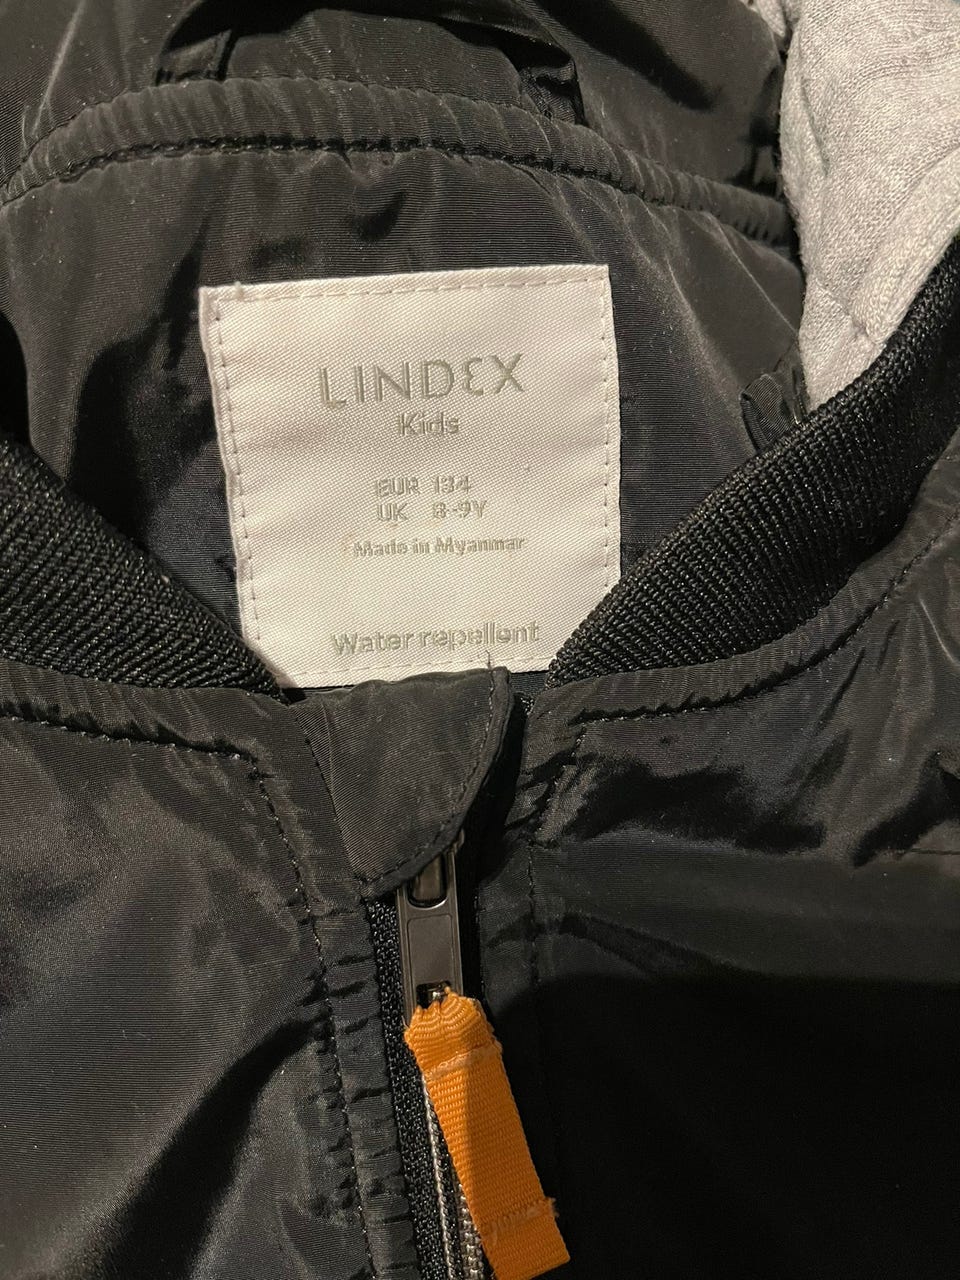 LINDEX
Kids
EUR 134
UK 8-9Y
Made in Myanmar
Water repellent